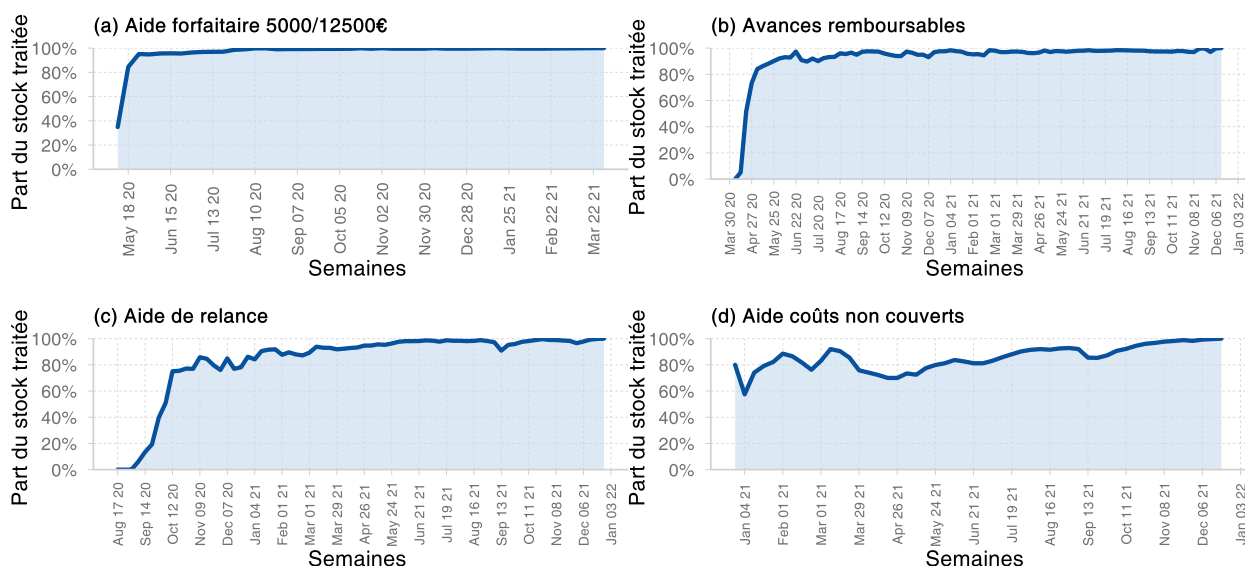 (a) Aide forfaitaire 5000/12500€
Part du stock traitée
100%
80%
60%
40%
20%
0%
May 18 20
Jun 15 20
Jul 13 20
Aug 10 20
Sep 07 20
Oct 05 20
Nov 02 20
Nov 30 20
Dec 28 20
Jan 25 21
Feb 22 21
Mar 22 21
Semaines
(b) Avances remboursables
Part du stock traitée
100%
80%
60%
40%
20%
0%
Mar 30 20
Apr 27 20
May 25 20
Jun 22 20
Jul 20 20
Aug 17 20
Sep 14 20
Oct 12 20
Nov 09 20
Dec 07 20
Jan 04 21
Feb 01 21
Mar 01 21
Mar 29 21
Apr 26 21
May 24 21
Jun 21 21
Jul 19 21
Aug 16 21
Sep 13 21
Oct 11 21
Nov 08 21
Dec 06 21
Jan 03 22
Semaines
(c) Aide de relance
Part du stock traitée
100%
80%
60%
40%
20%
0%
Aug 17 20
Sep 14 20
Oct 12 20
Nov 09 20
Dec 07 20
Jan 04 21
Feb 01 21
Mar 01 21
Mar 29 21
Apr 26 21
May 24 21
Jun 21 21
Jul 19 21
Aug 16 21
Sep 13 21
Oct 11 21
Nov 08 21
Dec 06 21
Jan 03 22
Semaines
(d) Aide coûts non couverts
Part du stock traitée
100%
80%
60%
40%
20%
0%
Jan 04 21
Feb 01 21
Mar 01 21
Mar 29 21
Apr 26 21
May 24 21
Jun 21 21
Jul 19 21
Aug 16 21
Sep 13 21
Oct 11 21
Nov 08 21
Dec 06 21
Jan 03 22
Semaines